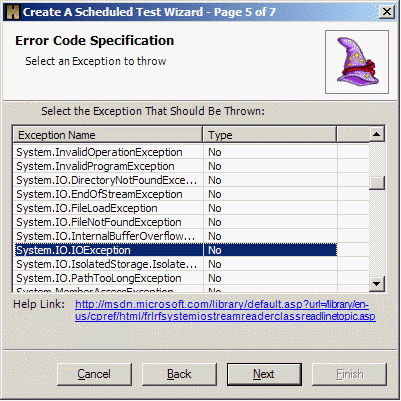 Create A Scheduled Test Wizard - Page 5 of 7
Error Code Specification
Select an Exception to throw
Select the Exception That Should Be Thrown:
Exception Name Type
System.InvalidOperationException No
System.InvalidProgramException No
System.IO.DirectoryNotFoundExce... No
System.IO.EndOfStreamException No
System.IO.FileLoadException No
System.IO.FileNotFoundException No
System.IO.InternalBufferOverflow... No
System.IO.IOException No
System.IO.IsolatedStorage.Isolate... No
System.IO.PathTooLongException No
System.MemberAccessException No
Help Link: http://msdn.microsoft.com/library/default.asp?url=/library/en-
us/cpref/html/frlrfsystemiostreamreaderclassreadlinetopic.asp
Cancel Back Next Finish